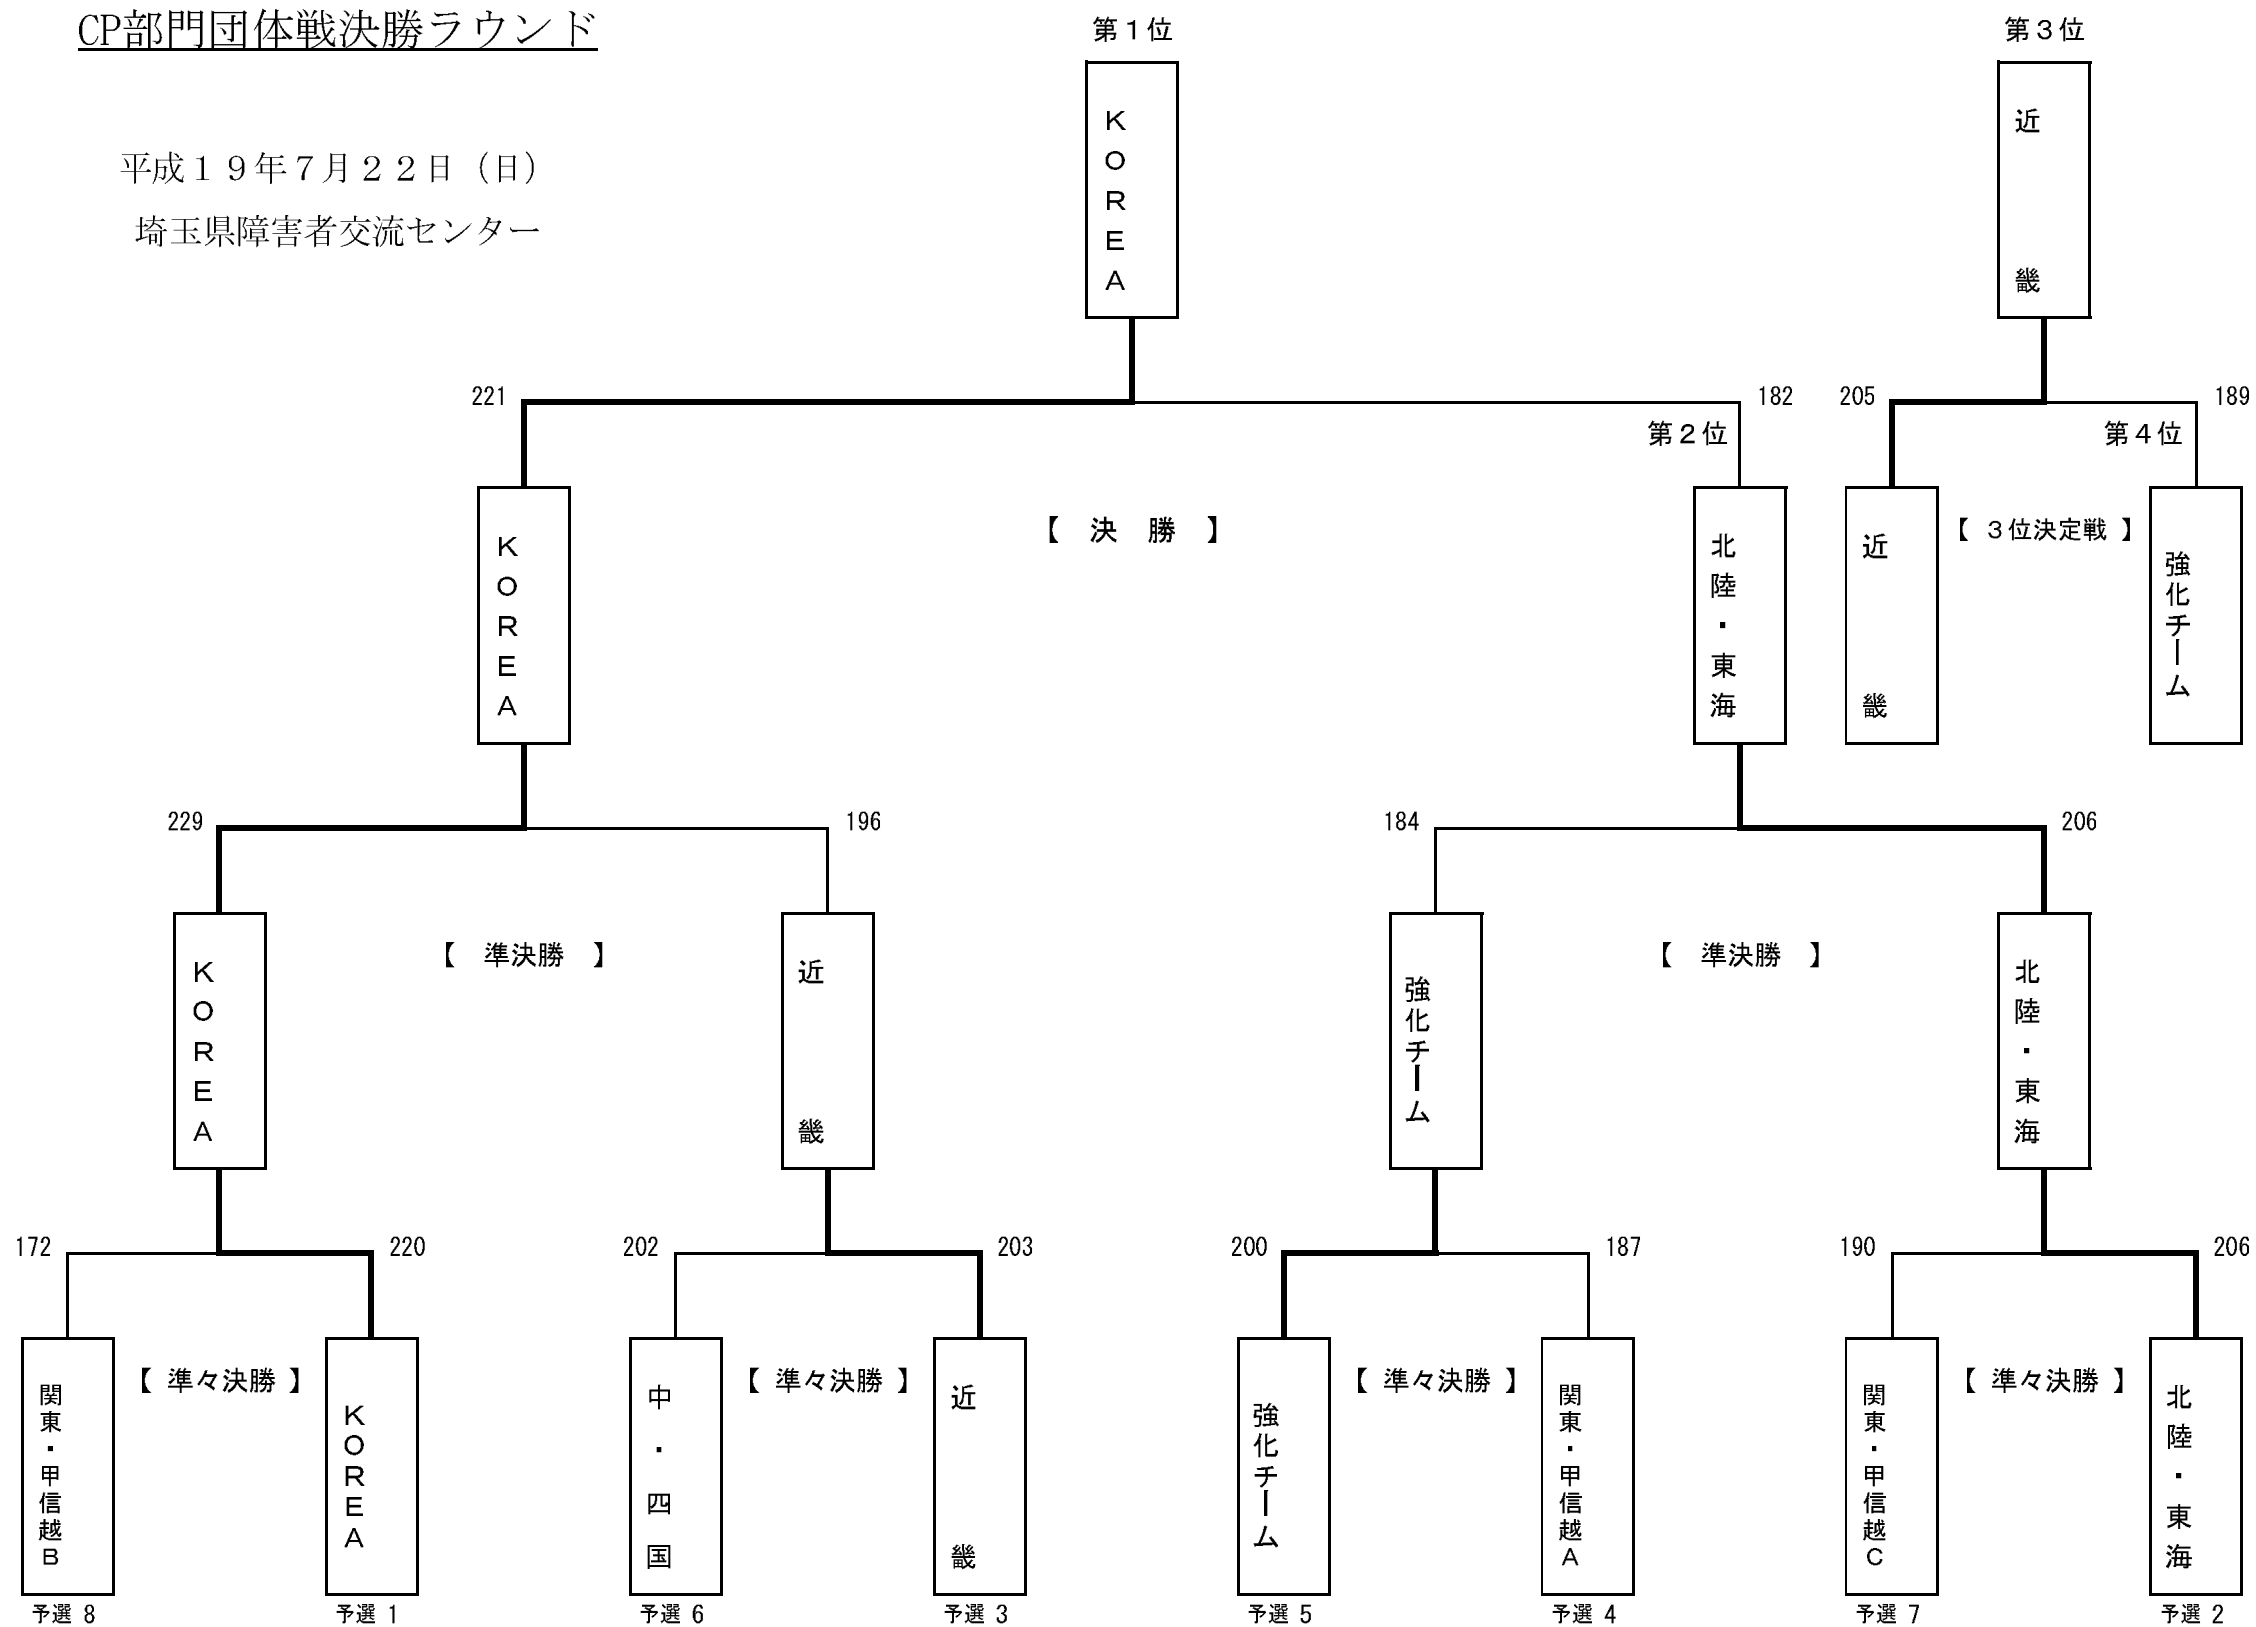 CP部門団体戦決勝ラウンド
第１位
第３位
平成１９年７月２２日（日）
埼玉県障害者交流センター
ＫＯＲＥＡ
近畿
221
182
205
189
第２位
第４位
ＫＯＲＥＡ
【　決　勝　】
北陸・東海
近畿
【 ３位決定戦 】
強化チーム
229
196
184
206
ＫＯＲＥＡ
【　準決勝　】
近畿
強化チーム
【　準決勝　】
北陸・東海
172
220
202
203
200
187
190
206
関東・甲信越Ｂ
【 準々決勝 】
ＫＯＲＥＡ
中・四国
【 準々決勝 】
近畿
強化チーム
【 準々決勝 】
関東・甲信越Ａ
関東・甲信越Ｃ
【 準々決勝 】
北陸・東海
予選 8
予選 1
予選 6
予選 3
予選 5
予選 4
予選 7
予選 2